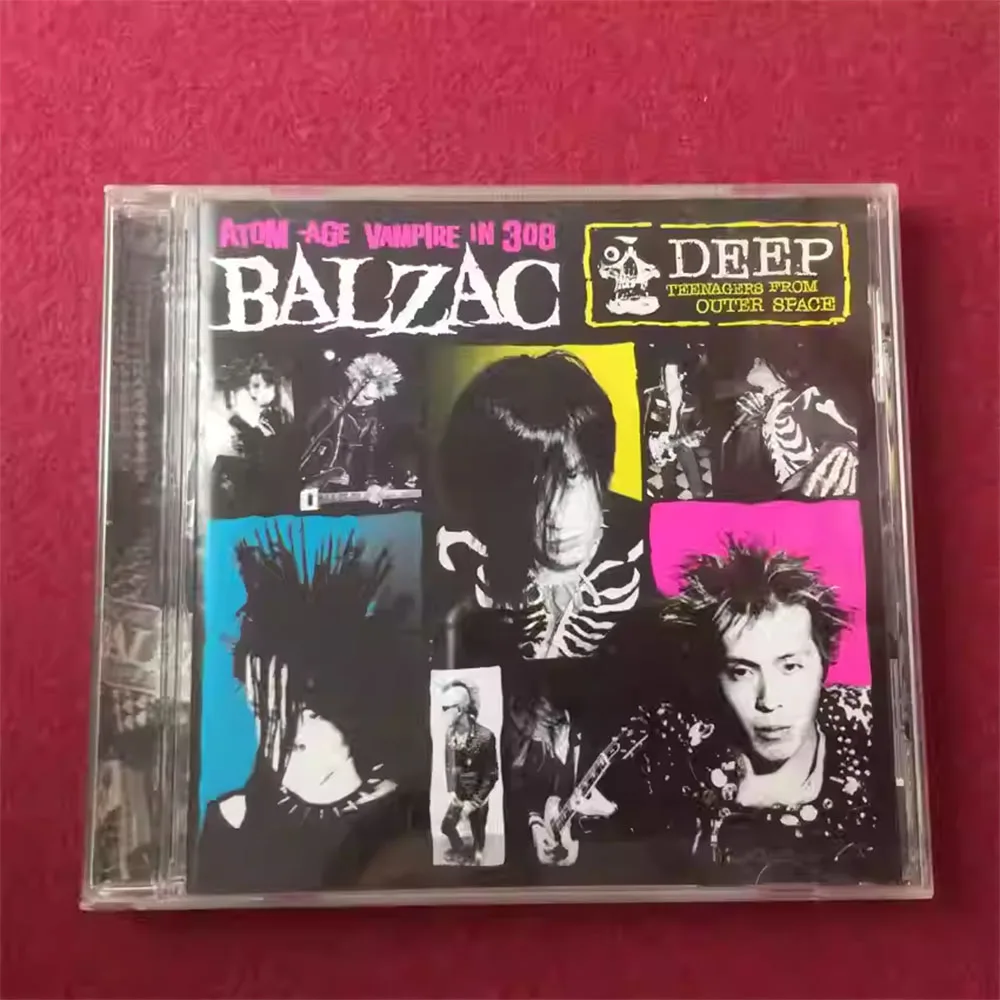 ATOM-AGE VAMPIRE IN 308
BALZAC
DEEP
TEENAGERS FROM
OUTER SPACE